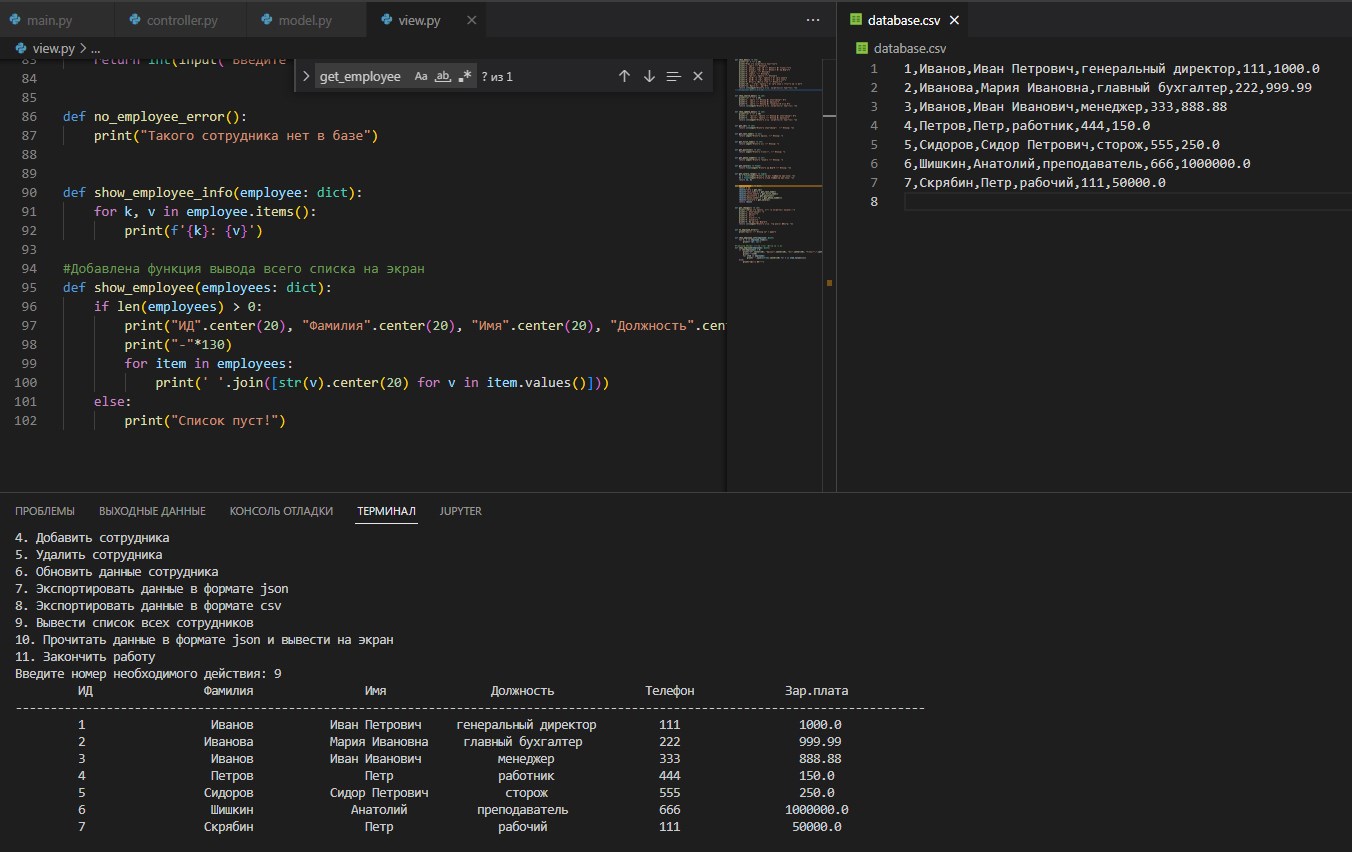 main.py controller.py model.py view.py
database.csv
view.py > ...
database.csv
83 return int(input("Введите
get_employee Aa ab ? из 1
84
85
86 def no_employee_error():
87 print("Такого сотрудника нет в базе")
88
89
90 def show_employee_info(employee: dict):
91 for k, v in employee.items():
92 print(f'{k}: {v}')
93
94 #Добавлена функция вывода всего списка на экран
95 def show_employee(employees: dict):
96 if len(employees) > 0:
97 print("ИД".center(20), "Фамилия".center(20), "Имя".center(20), "Должность".cen
98 print("-"*130)
99 for item in employees:
100 print(' '.join([str(v).center(20) for v in item.values()]))
101 else:
102 print("Список пуст!")
1 1,Иванов,Иван Петрович,генеральный директор,111,1000.0
2 2,Иванова,Мария Ивановна,главный бухгалтер,222,999.99
3 3,Иванов,Иван Иванович,менеджер,333,888.88
4 4,Петров,Петр,работник,444,150.0
5 5,Сидоров,Сидор Петрович,сторож,555,250.0
6 6,Шишкин,Анатолий,преподаватель,666,1000000.0
7 7,Скрябин,Петр,рабочий,111,50000.0
8
ПРОБЛЕМЫ ВЫХОДНЫЕ ДАННЫЕ КОНСОЛЬ ОТЛАДКИ ТЕРМИНАЛ JUPYTER
4. Добавить сотрудника
5. Удалить сотрудника
6. Обновить данные сотрудника
7. Экспортировать данные в формате json
8. Экспортировать данные в формате csv
9. Вывести список всех сотрудников
10. Прочитать данные в формате json и вывести на экран
11. Закончить работу
Введите номер необходимого действия: 9
ИД Фамилия Имя Должность Телефон Зар.плата
----------------------------------------------------------------------------------------------------------------------------------
1 Иванов Иван Петрович генеральный директор 111 1000.0
2 Иванова Мария Ивановна главный бухгалтер 222 999.99
3 Иванов Иван Иванович менеджер 333 888.88
4 Петров Петр работник 444 150.0
5 Сидоров Сидор Петрович сторож 555 250.0
6 Шишкин Анатолий преподаватель 666 1000000.0
7 Скрябин Петр рабочий 111 50000.0